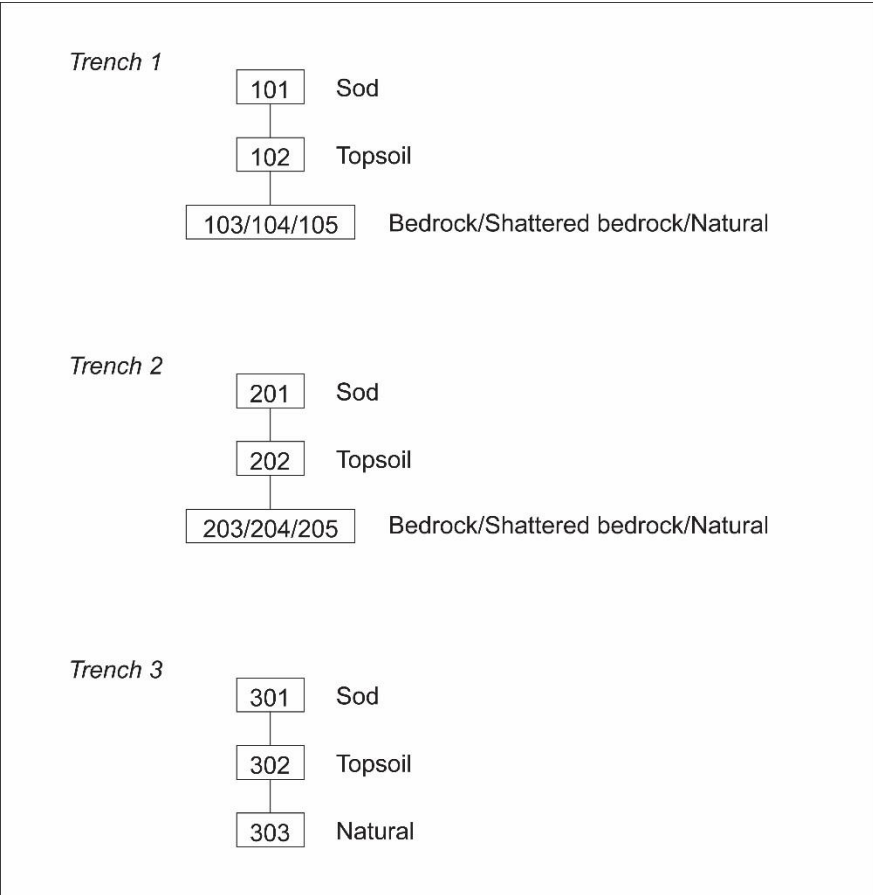 Trench 1
101 Sod
102 Topsoil
103/104/105 Bedrock/Shattered bedrock/Natural
Trench 2
201 Sod
202 Topsoil
203/204/205 Bedrock/Shattered bedrock/Natural
Trench 3
301 Sod
302 Topsoil
303 Natural